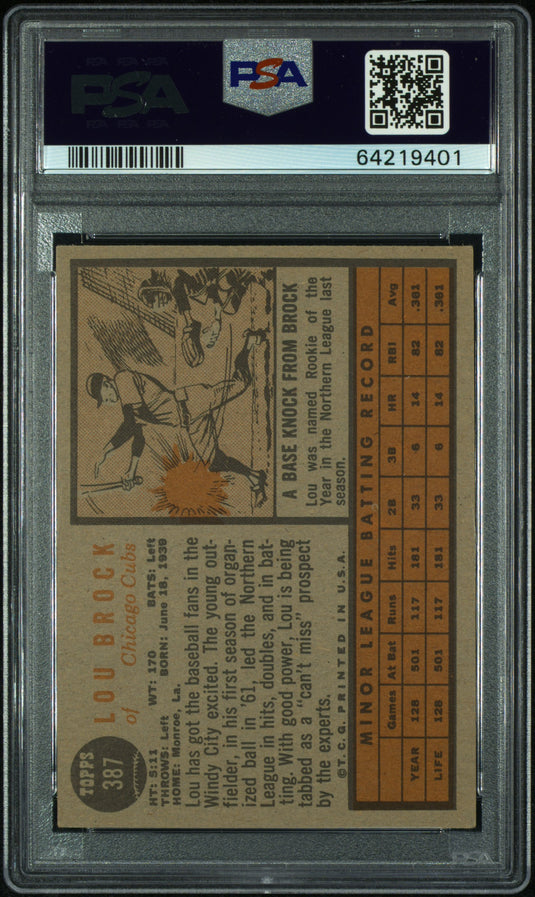 PSA
PSA
64219401
TOPPS
387
LOU BROCK
of Chicago Cubs
HT: 5:11 WT: 170 BATS: Left
THROWS: Left BORN: June 18, 1939
HOME: Monroe, La.
Lou has got the baseball fans in the
Windy City excited. The young out-
fielder, in his first season of organ-
ized ball in '61, led the Northern
League in hits, doubles, and in bat-
ting. With good power, Lou is being
tabbed as a "can't miss" prospect
by the experts.
©T.C.G. PRINTED IN U.S.A.
A BASE KNOCK FROM BROCK
Lou was named Rookie of the
Year in the Northern League last
season.
MINOR LEAGUE BATTING RECORD
Games At Bat Runs Hits 2B 3B HR RBI Avg
YEAR 128 501 117 181 33 6 14 82 .361
LIFE 128 501 117 181 33 6 14 82 .361
PSA